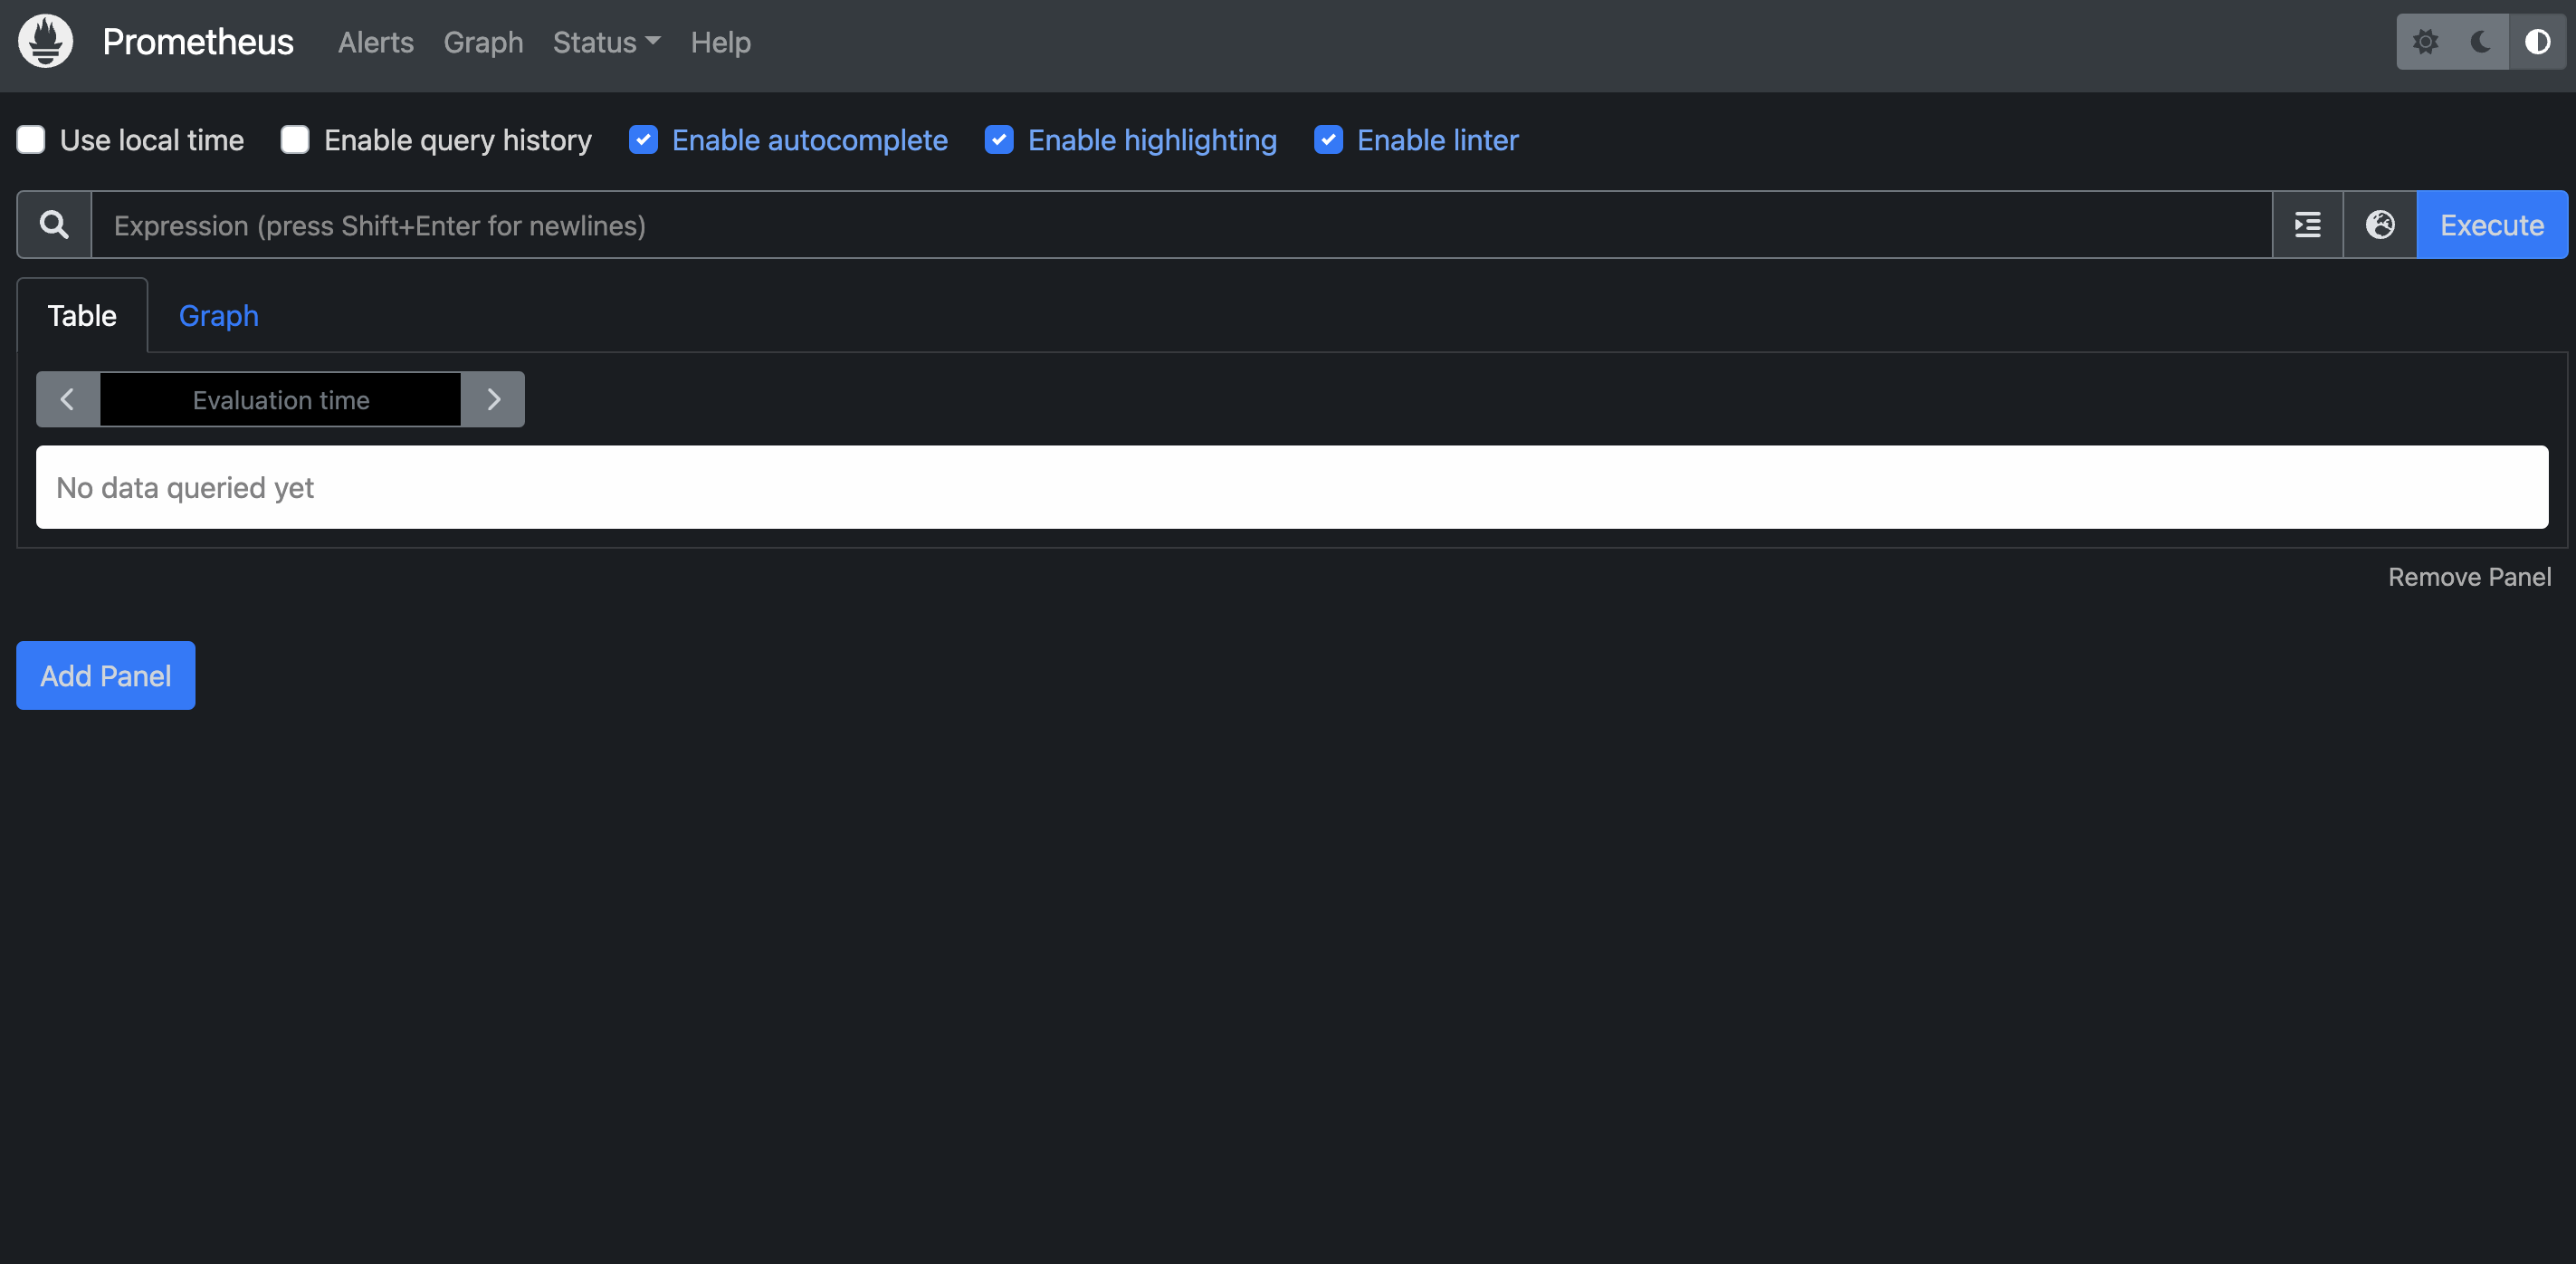 Prometheus Alerts Graph Status Help
Use local time Enable query history Enable autocomplete Enable highlighting Enable linter
Expression (press Shift+Enter for newlines) Execute
Table Graph
Evaluation time
No data queried yet
Remove Panel
Add Panel